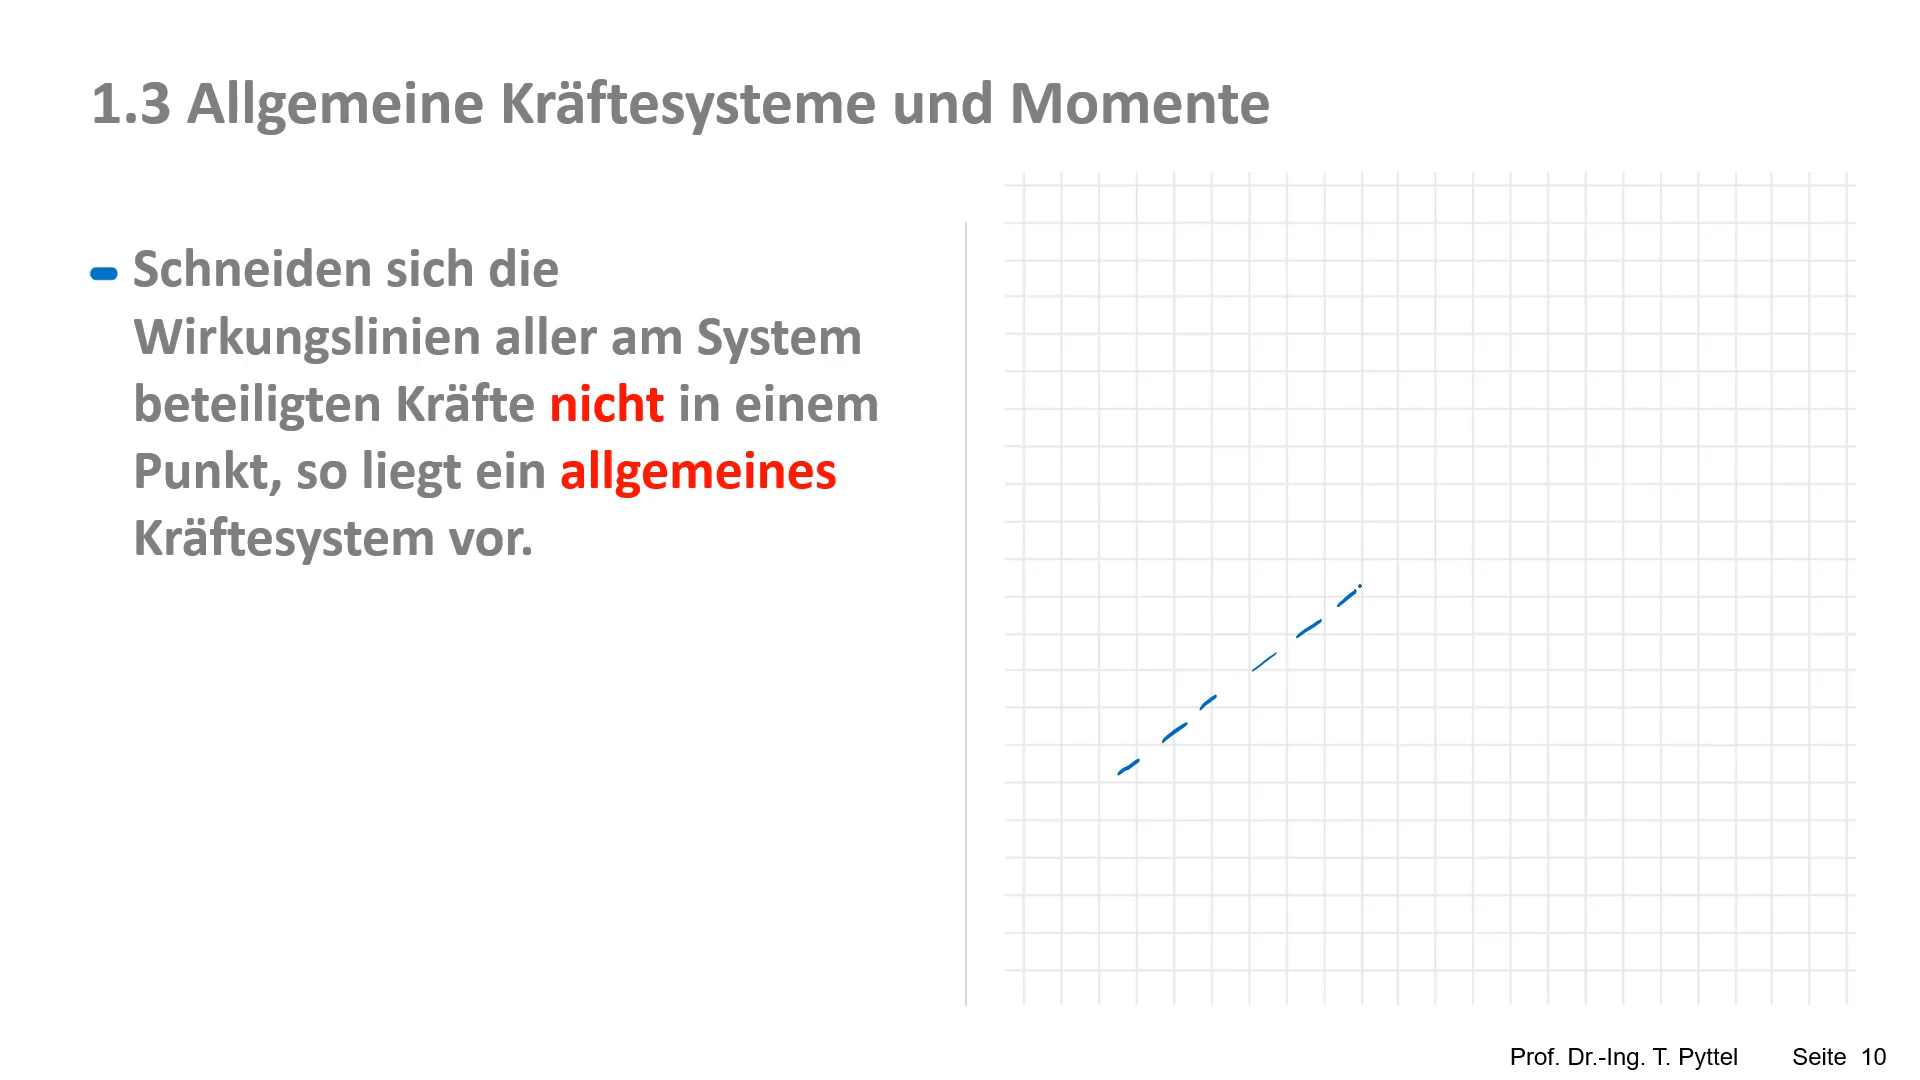 1.3 Allgemeine Kräftesysteme und Momente
Schneiden sich die
Wirkungslinien aller am System
beteiligten Kräfte nicht in einem
Punkt, so liegt ein allgemeines
Kräftesystem vor.
Prof. Dr.-Ing. T. Pyttel Seite 10